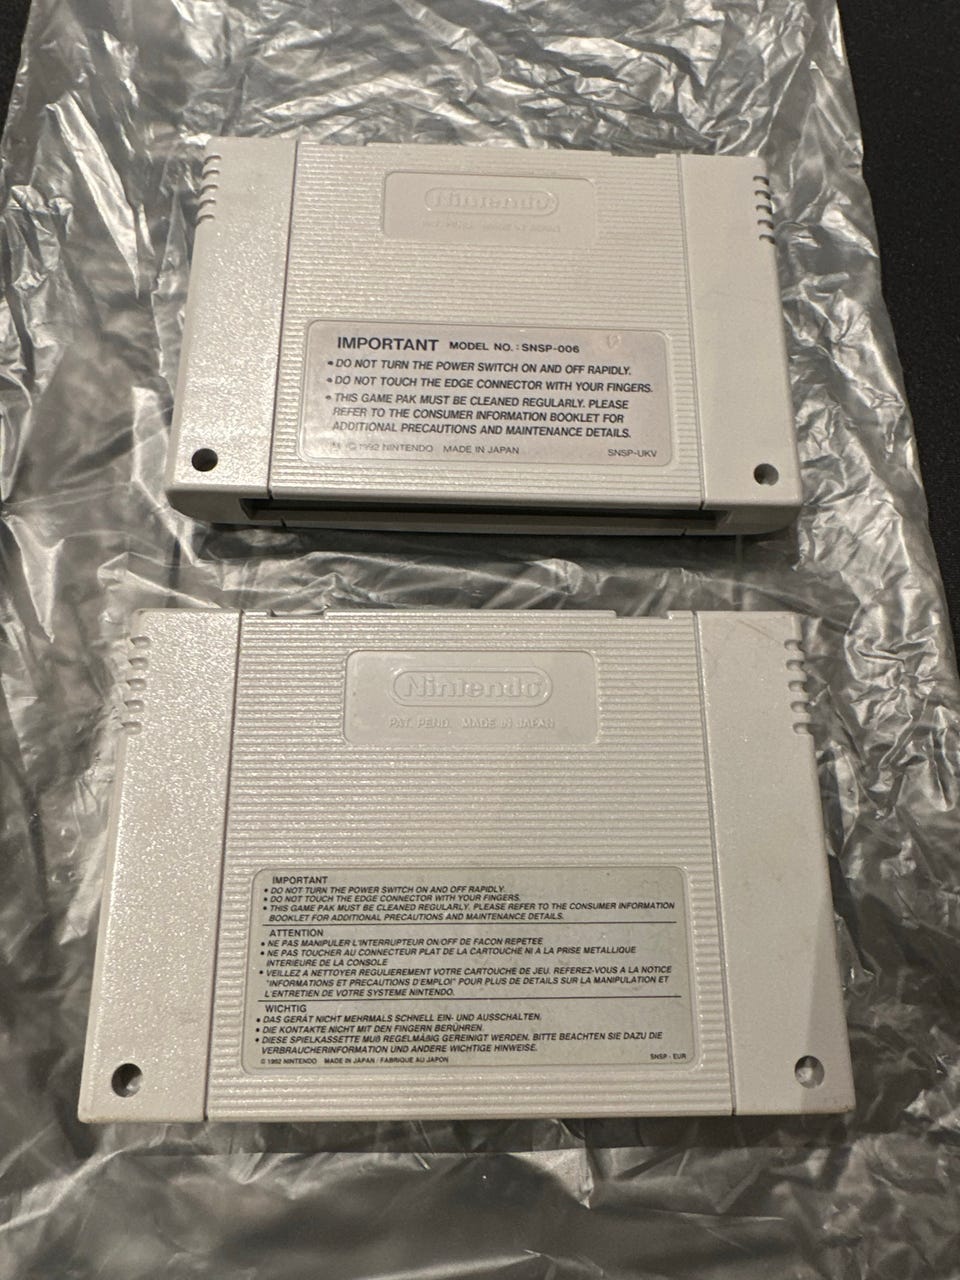 Nintendo
PAT. PEND. MADE IN JAPAN
IMPORTANT MODEL NO.: SNSP-006
• DO NOT TURN THE POWER SWITCH ON AND OFF RAPIDLY.
• DO NOT TOUCH THE EDGE CONNECTOR WITH YOUR FINGERS.
• THIS GAME PAK MUST BE CLEANED REGULARLY. PLEASE
REFER TO THE CONSUMER INFORMATION BOOKLET FOR
ADDITIONAL PRECAUTIONS AND MAINTENANCE DETAILS.
© 1992 NINTENDO MADE IN JAPAN SNSP-UKV
Nintendo
PAT. PEND. MADE IN JAPAN
IMPORTANT
• DO NOT TURN THE POWER SWITCH ON AND OFF RAPIDLY.
• DO NOT TOUCH THE EDGE CONNECTOR WITH YOUR FINGERS.
• THIS GAME PAK MUST BE CLEANED REGULARLY. PLEASE REFER TO THE CONSUMER INFORMATION
BOOKLET FOR ADDITIONAL PRECAUTIONS AND MAINTENANCE DETAILS.
ATTENTION
• NE PAS MANIPULER L'INTERRUPTEUR ON/OFF DE FACON REPETEE
• NE PAS TOUCHER AU CONNECTEUR PLAT DE LA CARTOUCHE NI A LA PRISE METALLIQUE
INTERIEURE DE LA CONSOLE
• VEILLEZ A NETTOYER REGULIEREMENT VOTRE CARTOUCHE DE JEU. REFEREZ-VOUS A LA NOTICE
"INFORMATIONS ET PRECAUTIONS D'EMPLOI" POUR PLUS DE DETAILS SUR LA MANIPULATION ET
L'ENTRETIEN DE VOTRE SYSTEME NINTENDO.
WICHTIG
• DAS GERÄT NICHT MEHRMALS SCHNELL EIN- UND AUSSCHALTEN.
• DIE KONTAKTE NICHT MIT DEN FINGERN BERÜHREN.
• DIESE SPIELKASSETTE MUß REGELMÄßIG GEREINIGT WERDEN. BITTE BEACHTEN SIE DAZU DIE
VERBRAUCHERINFORMATION UND ANDERE WICHTIGE HINWEISE.
© 1992 NINTENDO MADE IN JAPAN / FABRIQUE AU JAPON SNSP - EUR